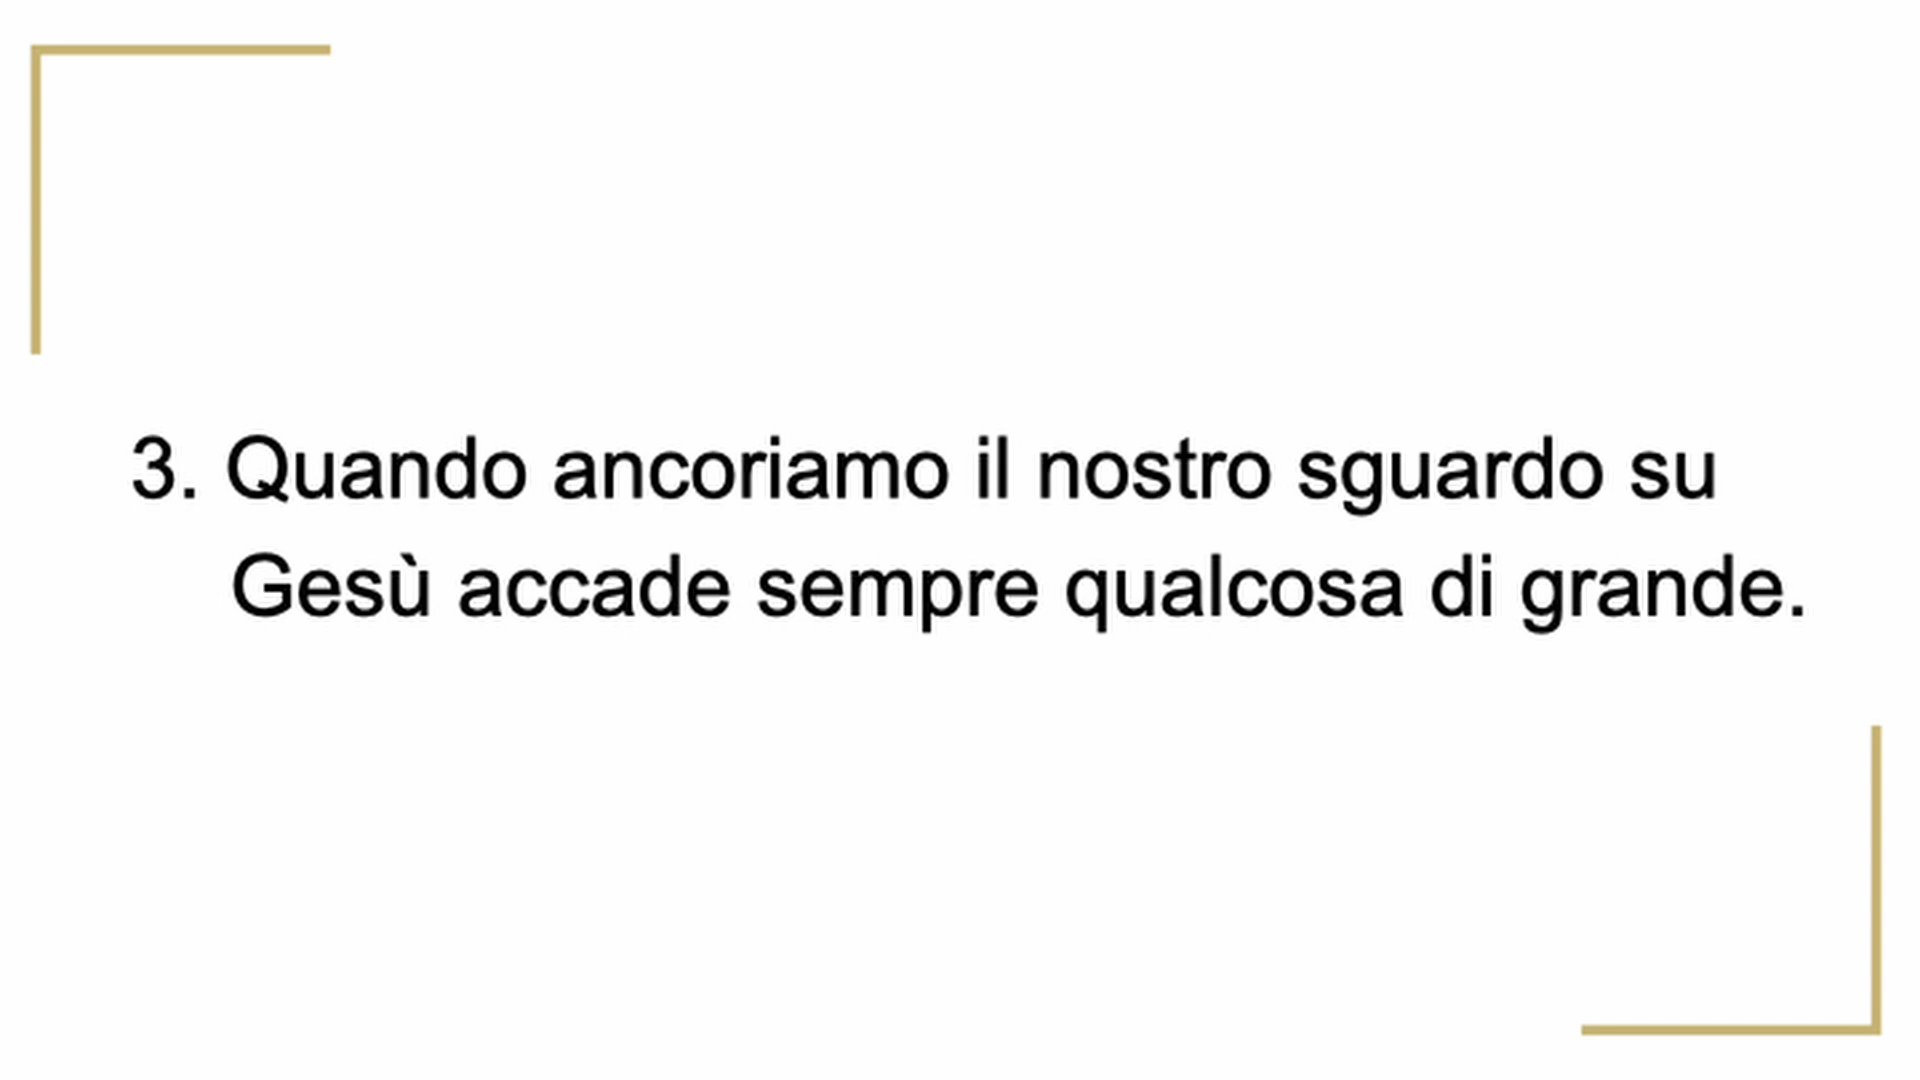 3. Quando ancoriamo il nostro sguardo su
Gesù accade sempre qualcosa di grande.